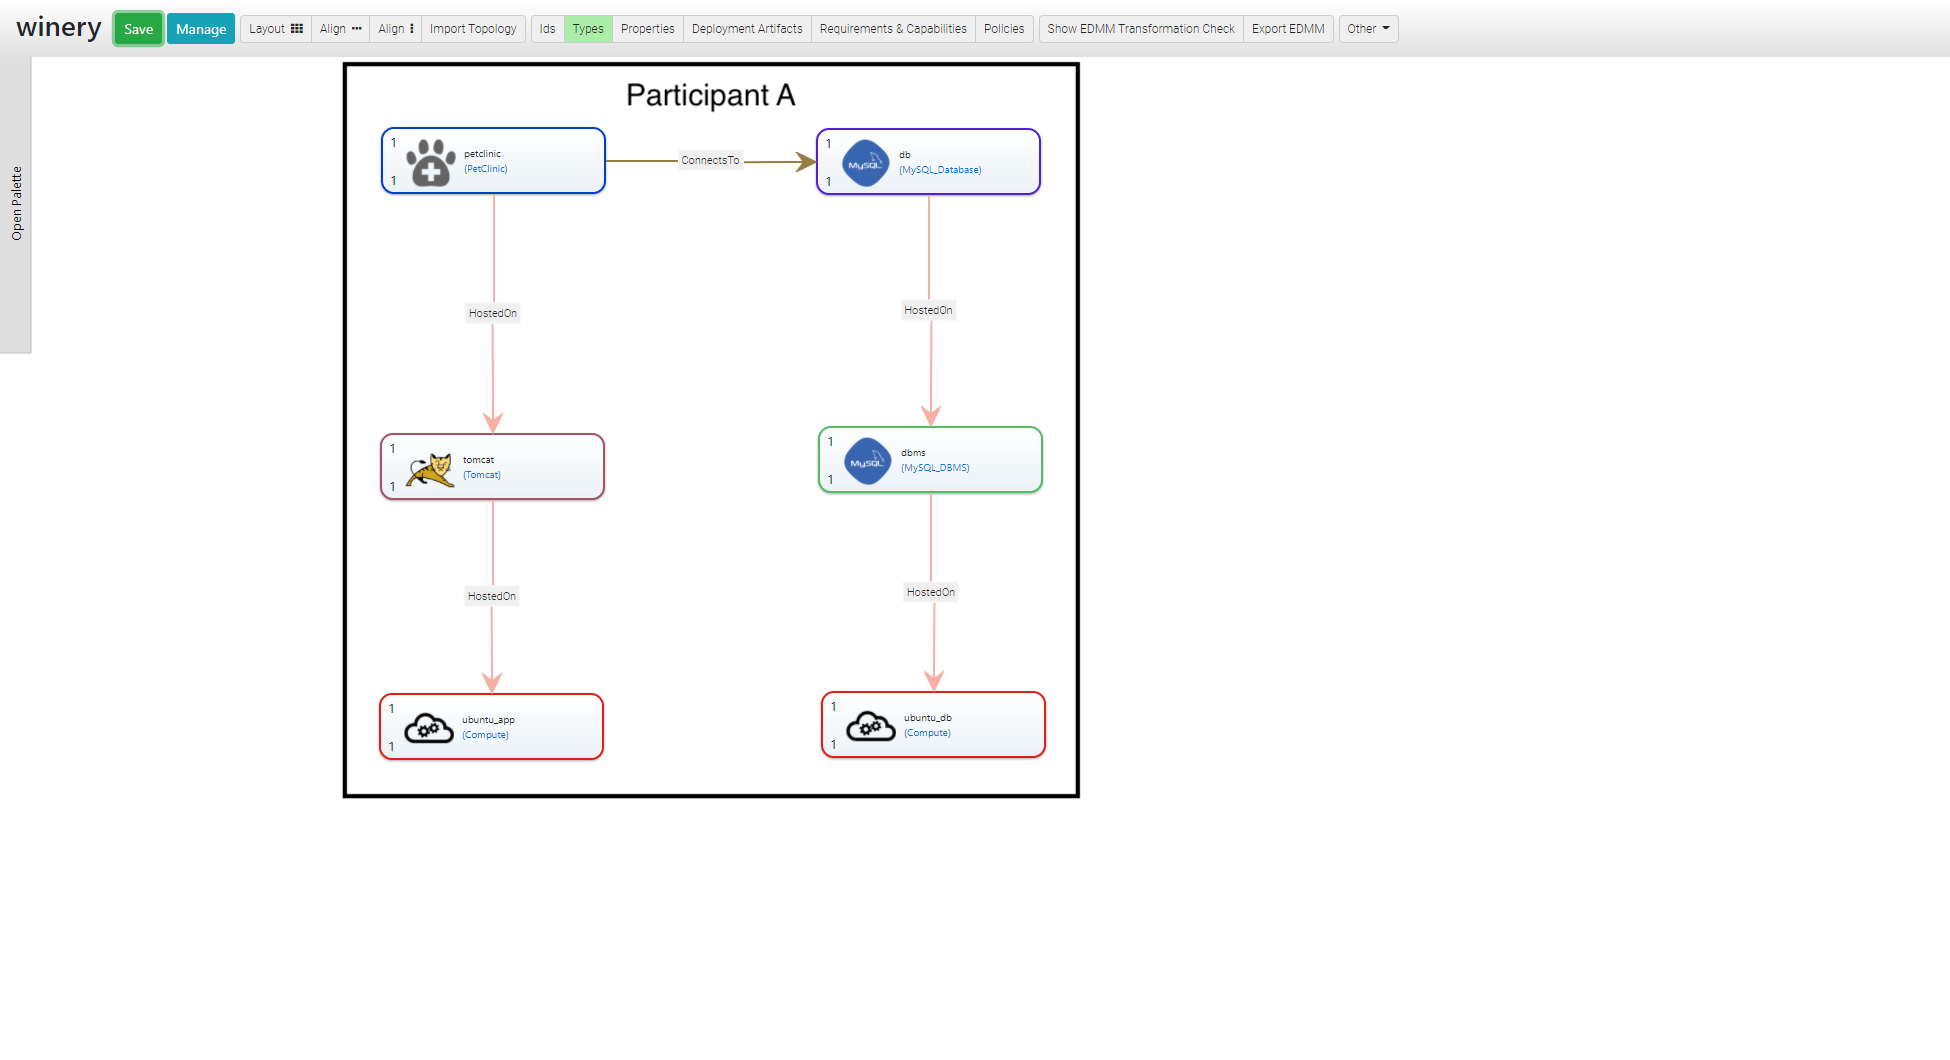 winery Save Manage Layout Align Align Import Topology Ids Types Properties Deployment Artifacts Requirements & Capabilities Policies Show EDMM Transformation Check Export EDMM Other
Open Palette
Participant A
1
petclinic
(PetClinic)
1
ConnectsTo
1
MySQL
db
(MySQL_Database)
1
HostedOn
HostedOn
1
tomcat
(Tomcat)
1
1
MySQL
dbms
(MySQL_DBMS)
1
HostedOn
HostedOn
1
ubuntu_app
(Compute)
1
1
ubuntu_db
(Compute)
1